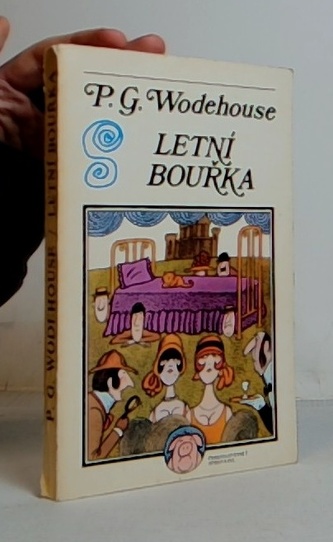 P. G. Wodehouse
LETNÍ
BOUŘKA
P. G. WODEHOUSE / LETNÍ BOUŘKA